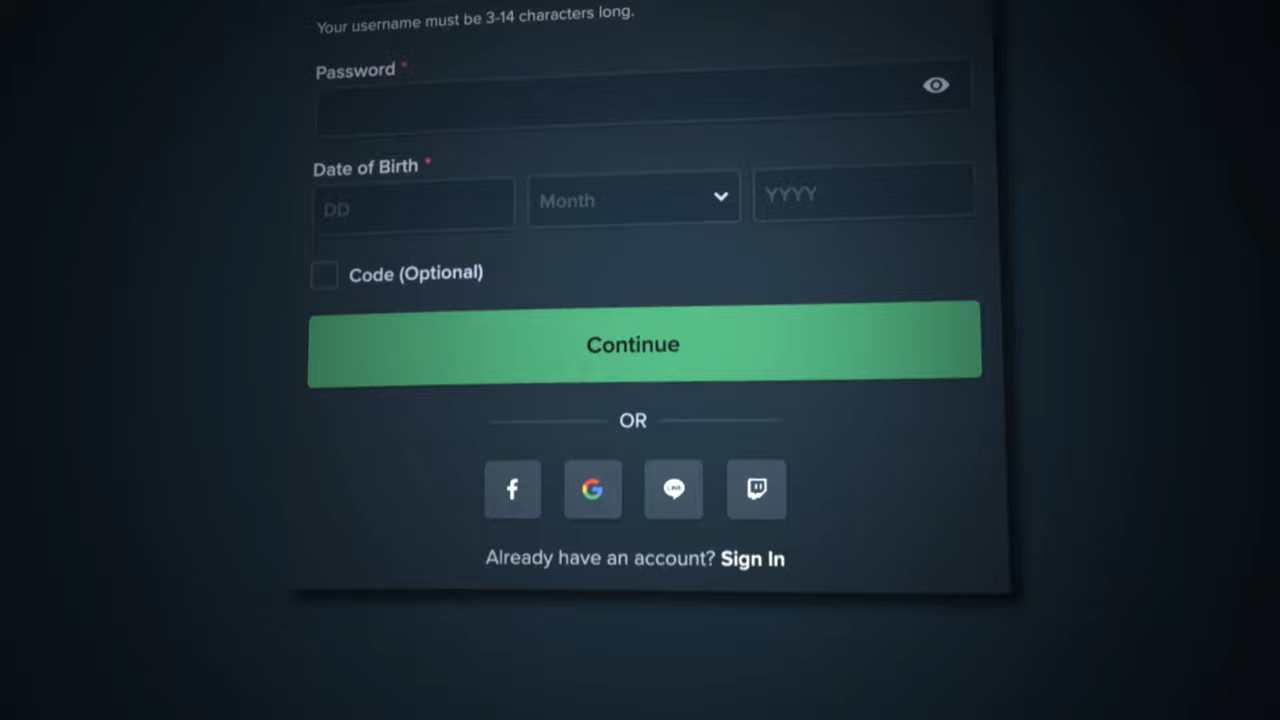 Your username must be 3-14 characters long.
Password *
Date of Birth *
DD
Month
YYYY
Code (Optional)
Continue
OR
f
G
LINE
Already have an account? Sign In